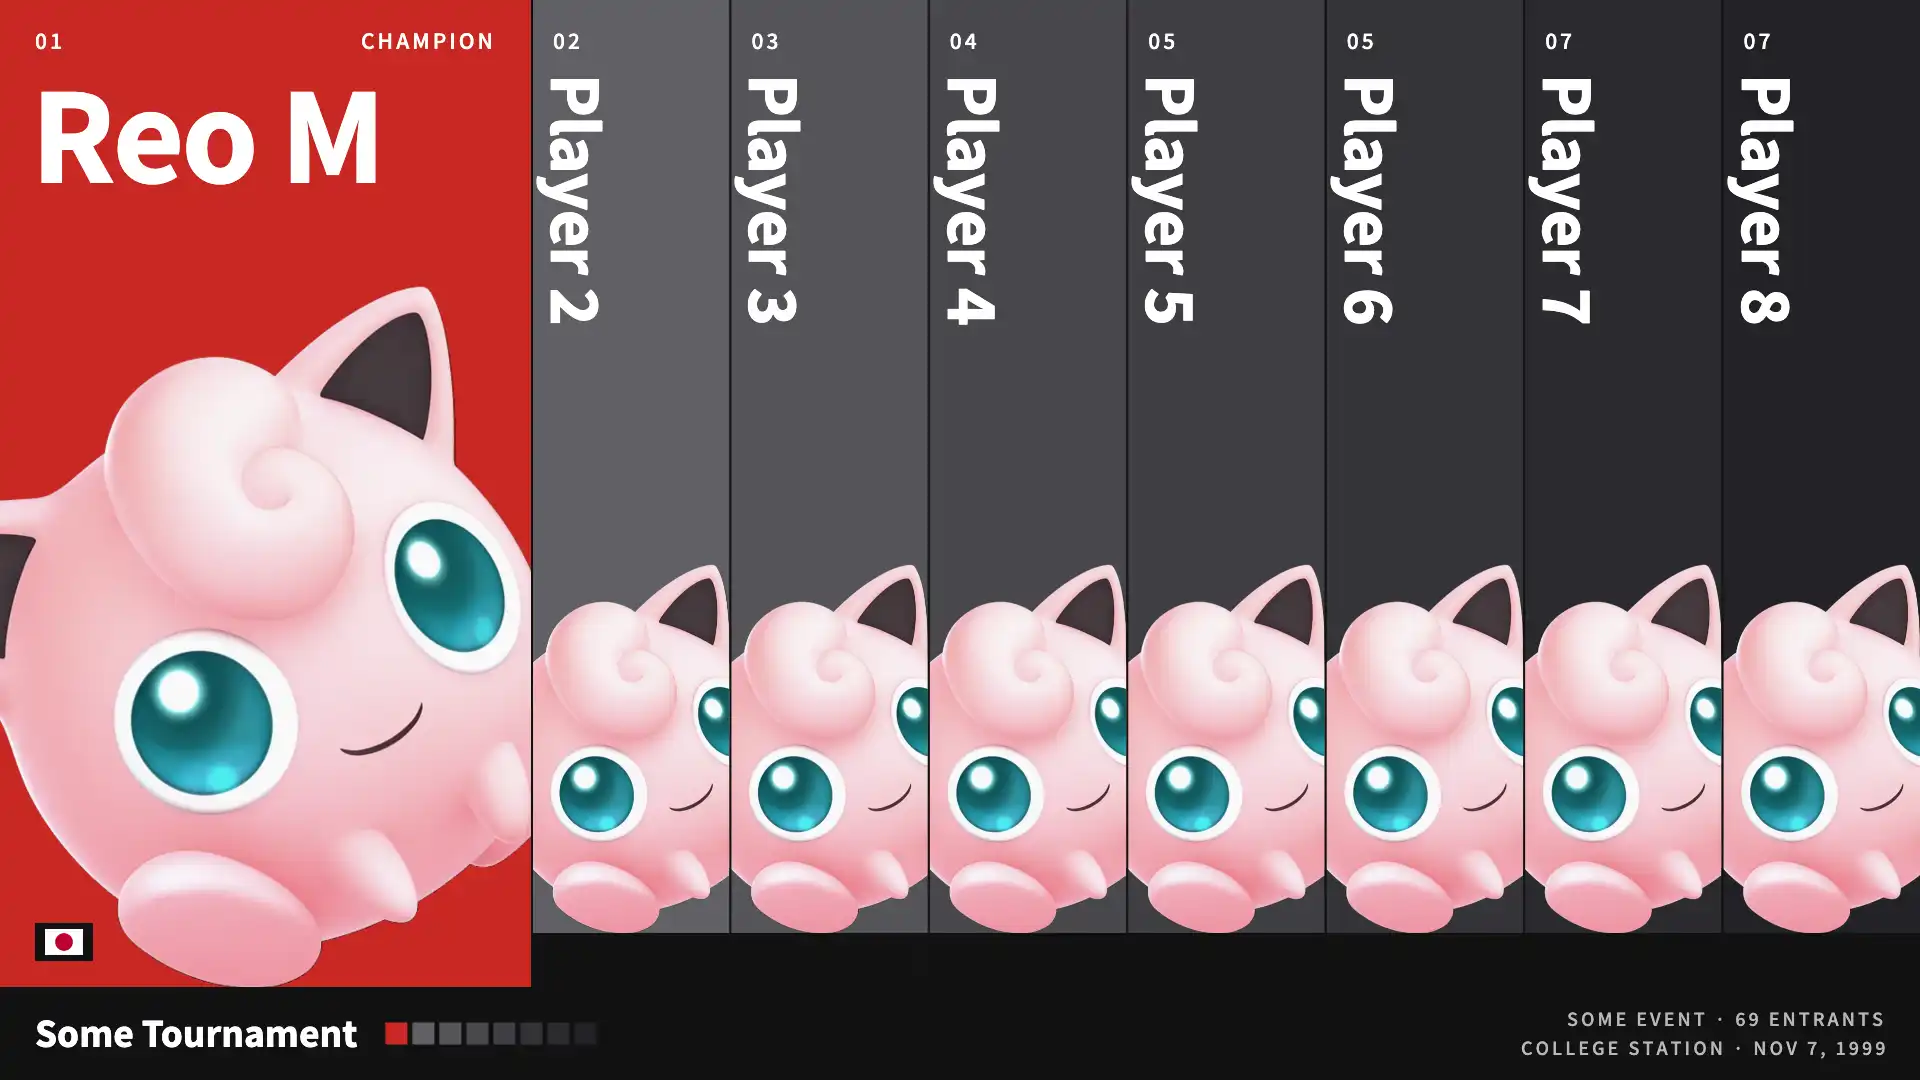 01
CHAMPION
Reo M
02
Player 2
03
Player 3
04
Player 4
05
Player 5
05
Player 6
07
Player 7
07
Player 8
Some Tournament
SOME EVENT · 69 ENTRANTS
COLLEGE STATION · NOV 7, 1999